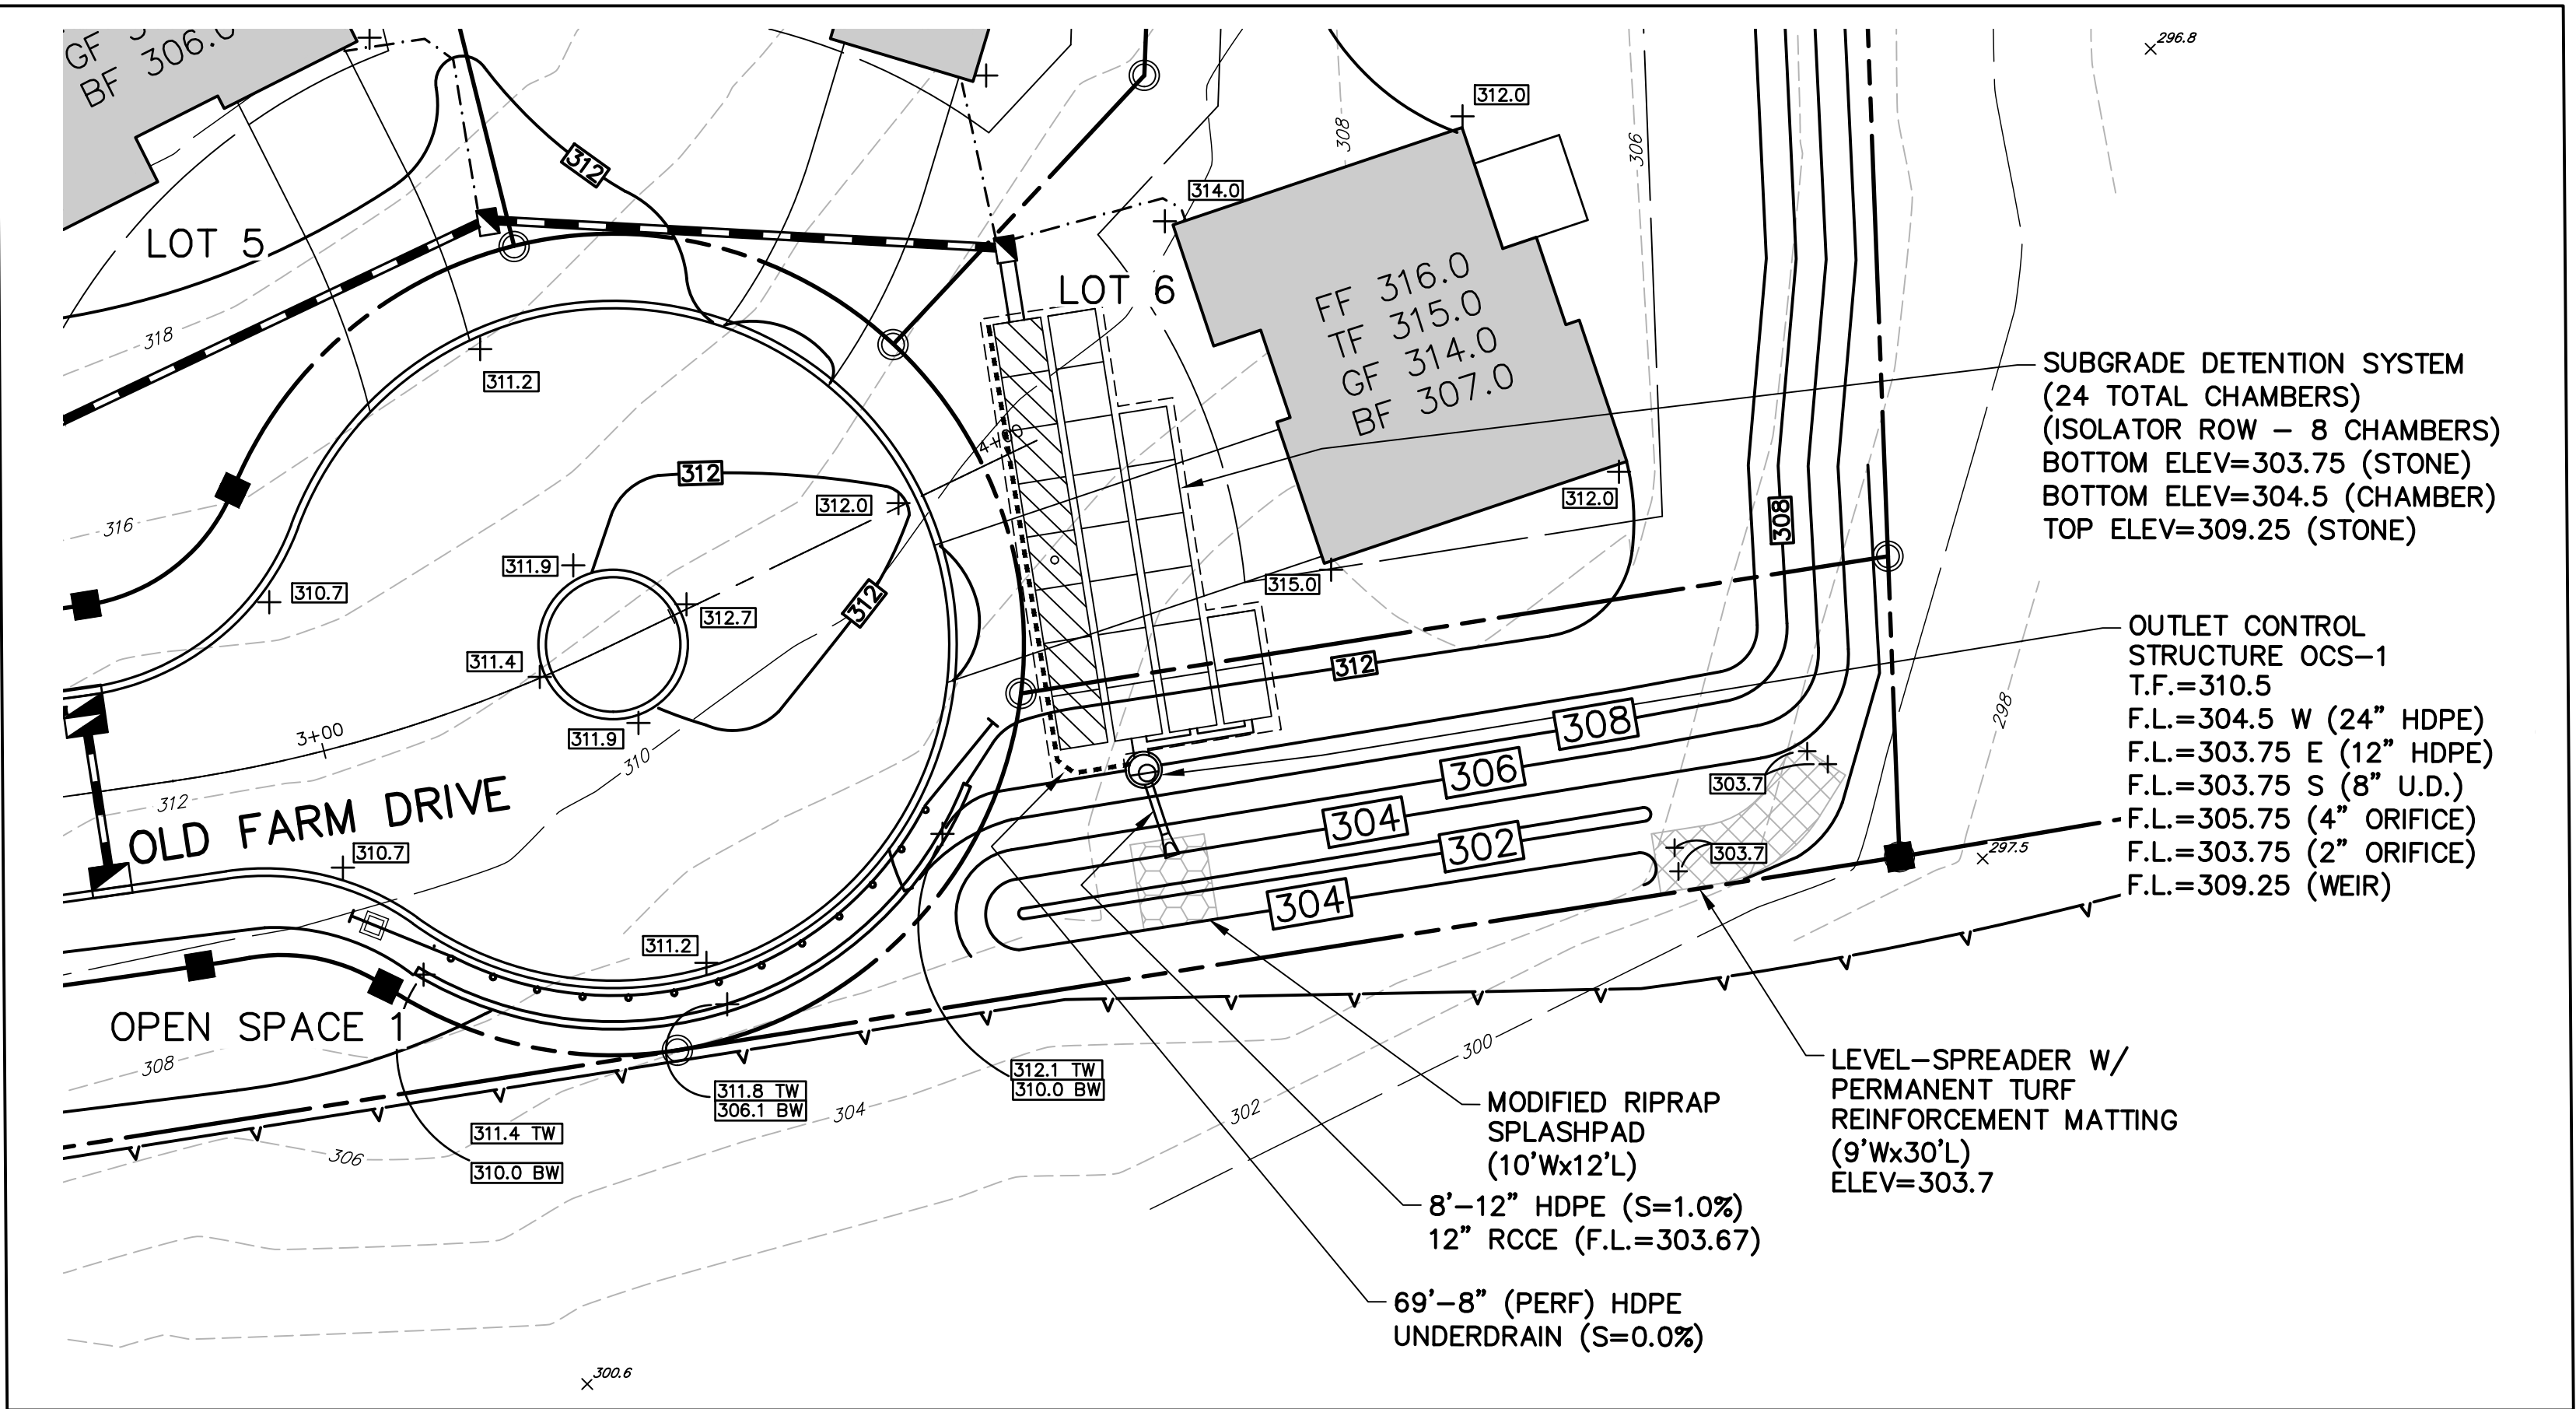 BF 306.0
296.8
312.0
308
306
312
314.0
LOT 5
LOT 6
318
FF 316.0
TF 315.0
GF 314.0
BF 307.0
311.2
SUBGRADE DETENTION SYSTEM
(24 TOTAL CHAMBERS)
(ISOLATOR ROW – 8 CHAMBERS)
BOTTOM ELEV=303.75 (STONE)
BOTTOM ELEV=304.5 (CHAMBER)
TOP ELEV=309.25 (STONE)
4+00
312
312.0
312.0
308
316
311.9
315.0
310.7
312
312.7
311.4
312
OUTLET CONTROL
STRUCTURE OCS–1
T.F.=310.5
F.L.=304.5 W (24” HDPE)
F.L.=303.75 E (12” HDPE)
F.L.=303.75 S (8” U.D.)
F.L.=305.75 (4” ORIFICE)
F.L.=303.75 (2” ORIFICE)
F.L.=309.25 (WEIR)
298
3+00
311.9
310
308
306
303.7
304
302
303.7
304
297.5
312
OLD FARM DRIVE
310.7
311.2
OPEN SPACE 1
308
306
311.4 TW
310.0 BW
311.8 TW
306.1 BW
312.1 TW
310.0 BW
304
302
300
LEVEL–SPREADER W/
PERMANENT TURF
REINFORCEMENT MATTING
(9’Wx30’L)
ELEV=303.7
MODIFIED RIPRAP
SPLASHPAD
(10’Wx12’L)
8’–12” HDPE (S=1.0%)
12” RCCE (F.L.=303.67)
69’–8” (PERF) HDPE
UNDERDRAIN (S=0.0%)
300.6